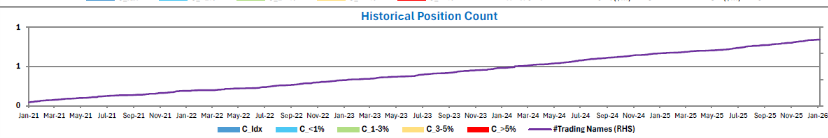 Historical Position Count
1
1
0
Jan-21 Mar-21 May-21 Jul-21 Sep-21 Nov-21 Jan-22 Mar-22 May-22 Jul-22 Sep-22 Nov-22 Jan-23 Mar-23 May-23 Jul-23 Sep-23 Nov-23 Jan-24 Mar-24 May-24 Jul-24 Sep-24 Nov-24 Jan-25 Mar-25 May-25 Jul-25 Sep-25 Nov-25 Jan-26
C_Idx C_<1% C_1-3% C_3-5% C_>5% #Trading Names (RHS)